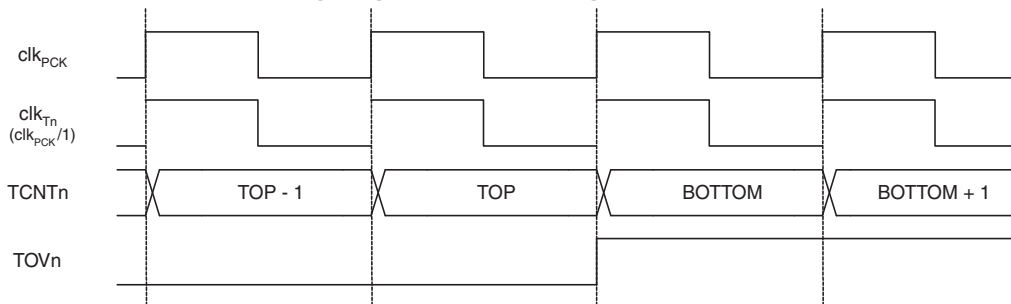 clkPCK
clkTn
(clkPCK/1)
TCNTn
TOP - 1
TOP
BOTTOM
BOTTOM + 1
TOVn